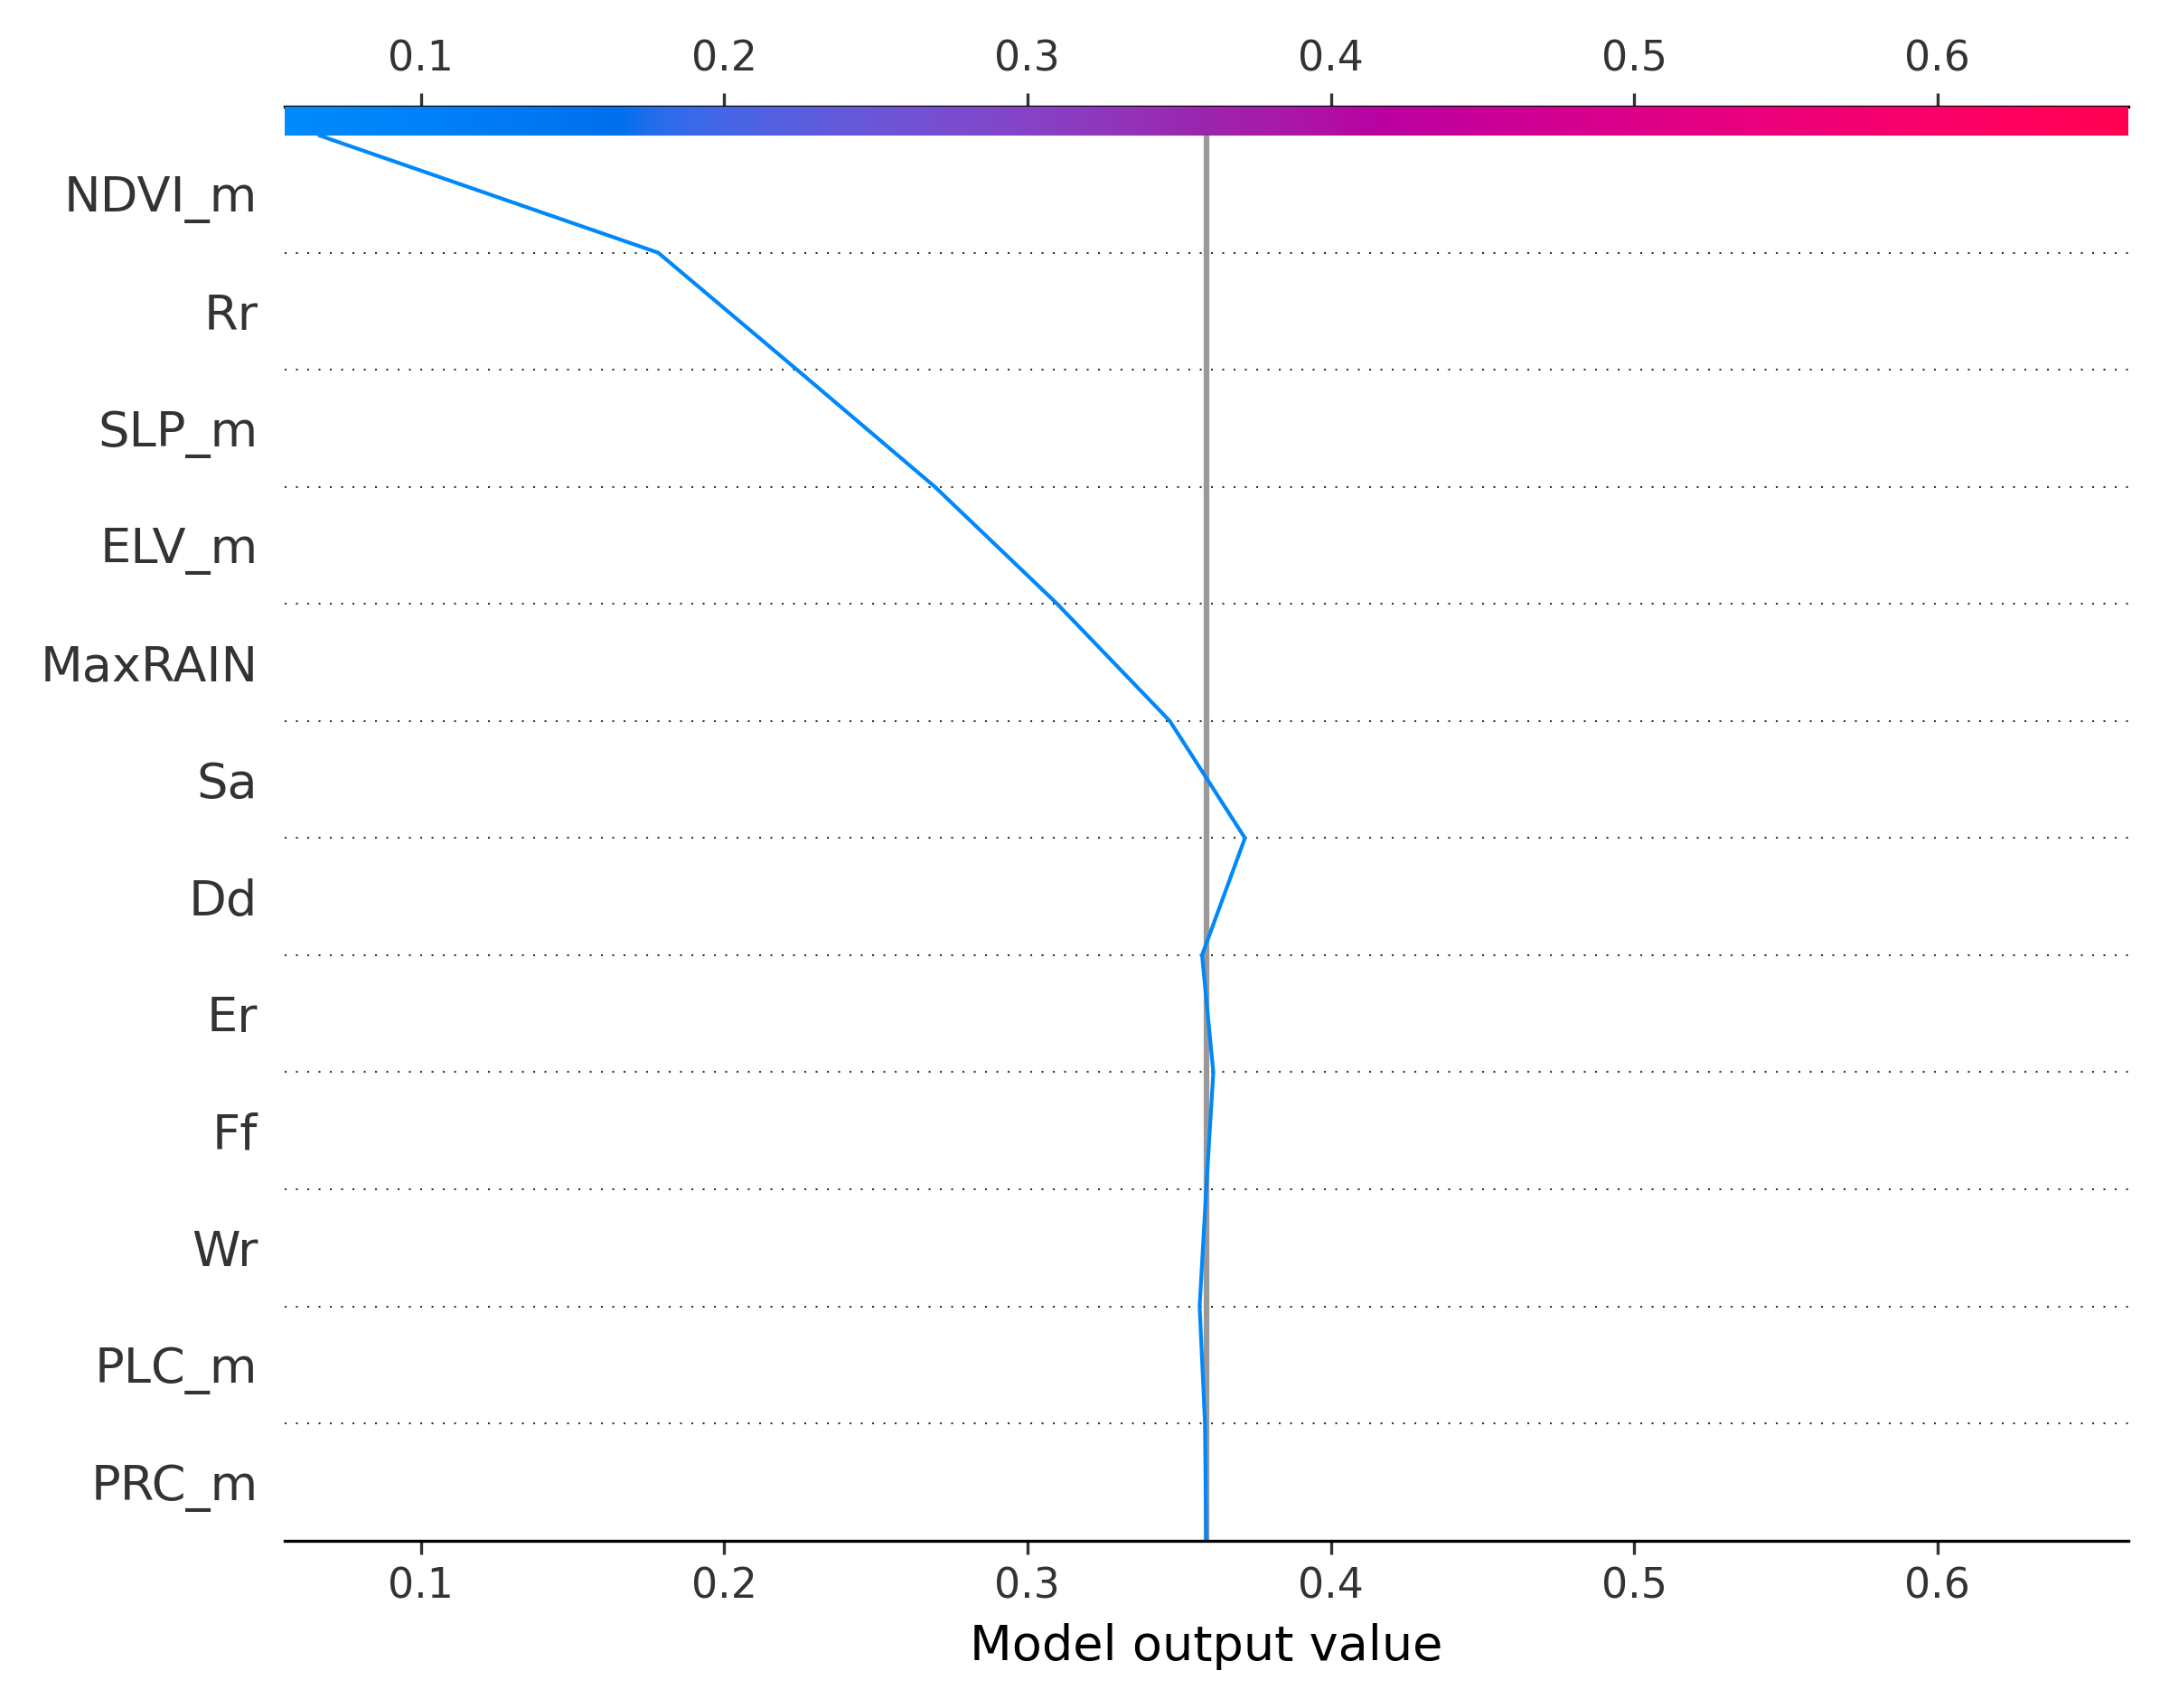 0.1 0.2 0.3 0.4 0.5 0.6
NDVI_m
Rr
SLP_m
ELV_m
MaxRAIN
Sa
Dd
Er
Ff
Wr
PLC_m
PRC_m
0.1 0.2 0.3 0.4 0.5 0.6
Model output value